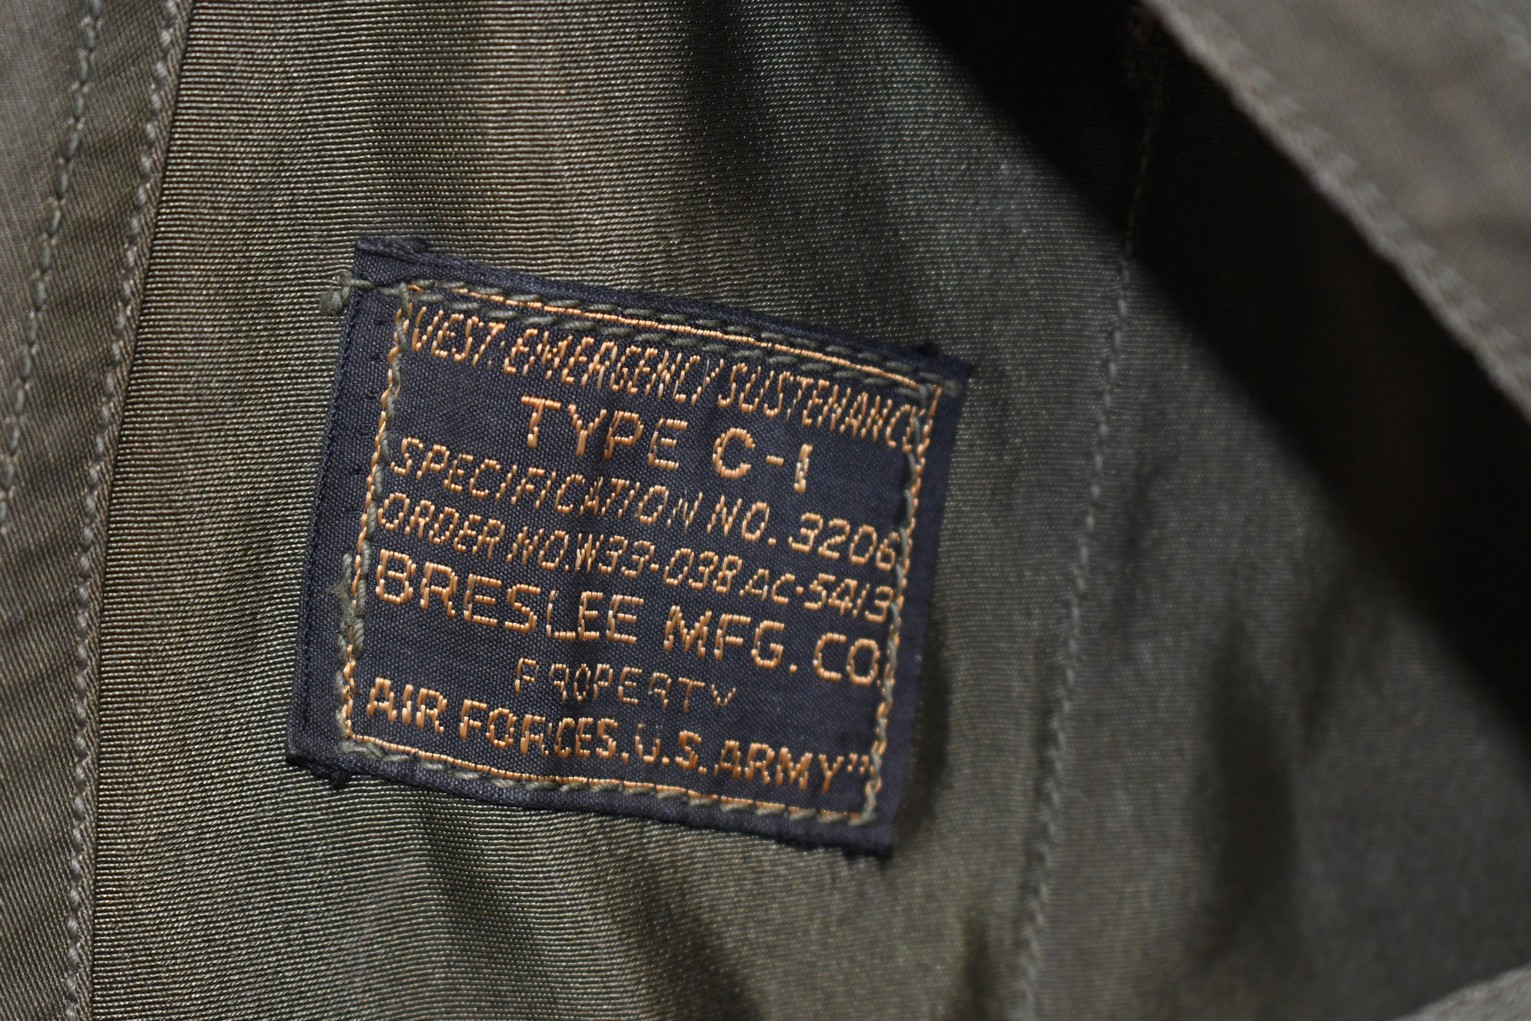 VEST EMERGENCY SUSTENANCE
TYPE C-1
SPECIFICATION NO. 3206
ORDER NO.W33-038 AC-5413
BRESLEE MFG. CO.
PROPERTY
AIR FORCES, U.S. ARMY"